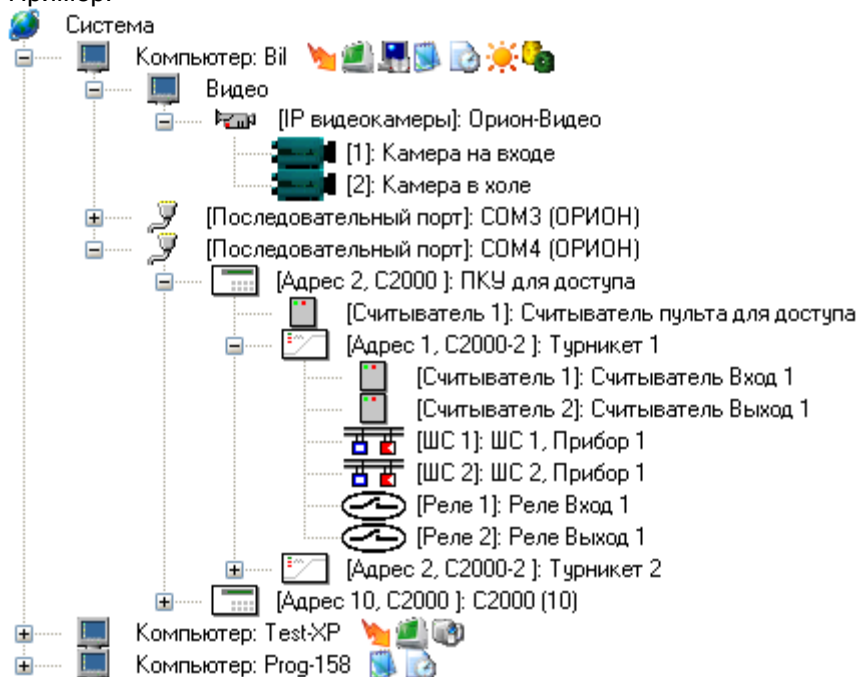 Пример:
Система
Компьютер: Bil
Видео
[IP видеокамеры]: Орион-Видео
[1]: Камера на входе
[2]: Камера в холе
[Последовательный порт]: COM3 (ОРИОН)
[Последовательный порт]: COM4 (ОРИОН)
[Адрес 2, С2000 ]: ПКУ для доступа
[Считыватель 1]: Считыватель пульта для доступа
[Адрес 1, С2000-2 ]: Турникет 1
[Считыватель 1]: Считыватель Вход 1
[Считыватель 2]: Считыватель Выход 1
[ШС 1]: ШС 1, Прибор 1
[ШС 2]: ШС 2, Прибор 1
[Реле 1]: Реле Вход 1
[Реле 2]: Реле Выход 1
[Адрес 2, С2000-2 ]: Турникет 2
[Адрес 10, С2000 ]: С2000 (10)
Компьютер: Test-XP
Компьютер: Prog-158